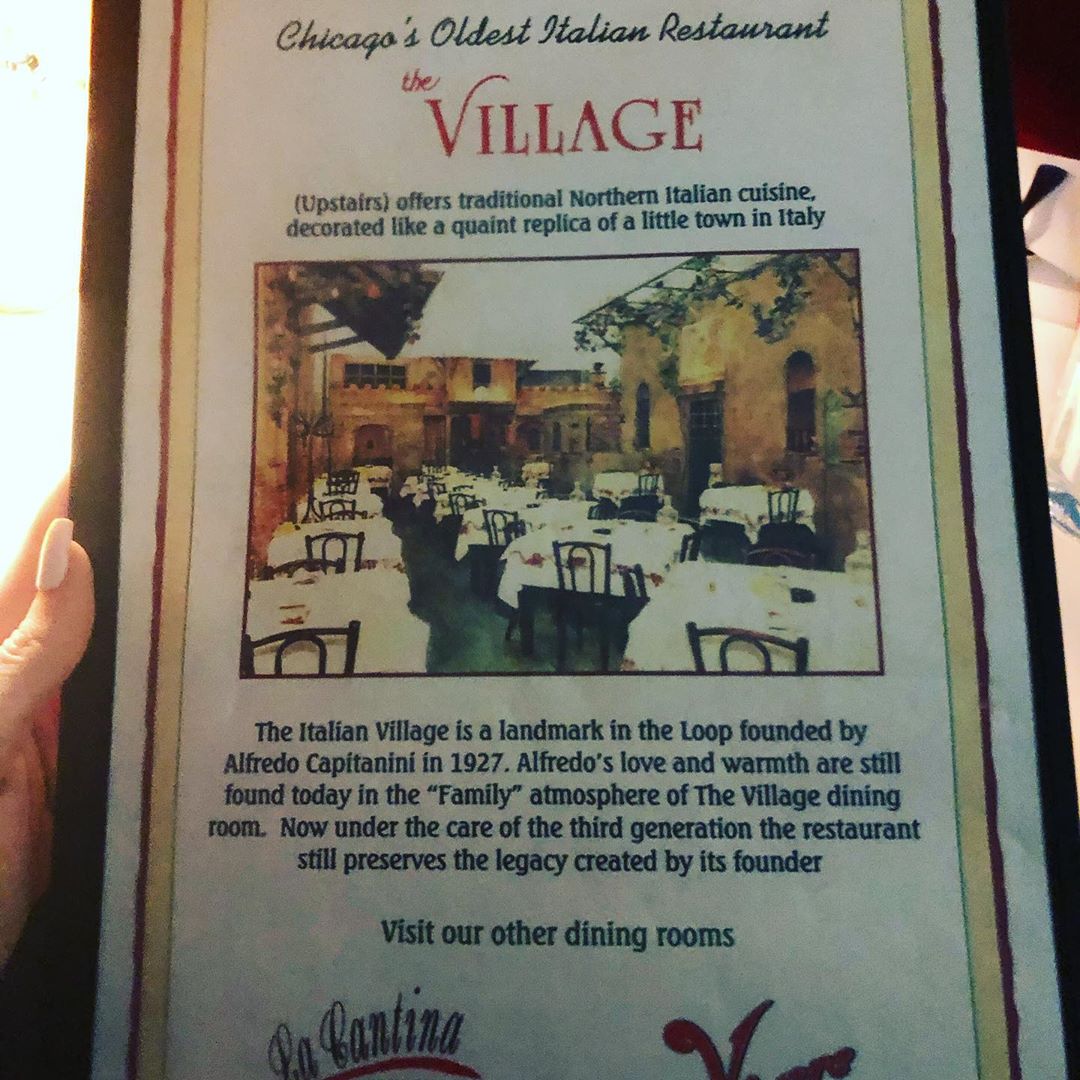 Chicago's Oldest Italian Restaurant
the
VILLAGE
(Upstairs) offers traditional Northern Italian cuisine,
decorated like a quaint replica of a little town in Italy
The Italian Village is a landmark in the Loop founded by
Alfredo Capitanini in 1927. Alfredo's love and warmth are still
found today in the “Family” atmosphere of The Village dining
room. Now under the care of the third generation the restaurant
still preserves the legacy created by its founder
Visit our other dining rooms
La Cantina